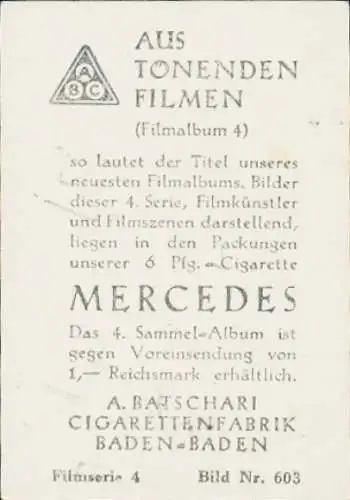 AUS
TÖNENDEN
FILMEN
A
B C
(Filmalbum 4)
so lautet der Titel unseres
neuesten Filmalbums. Bilder
dieser 4. Serie, Filmkünstler
und Filmszenen darstellend,
liegen in den Packungen
unserer 6 Pfg.=Cigarette
MERCEDES
Das 4. Sammel=Album ist
gegen Voreinsendung von
1,— Reichsmark erhältlich.
A. BATSCHARI
CIGARETTENFABRIK
BADEN=BADEN
Filmserie 4 Bild Nr. 603